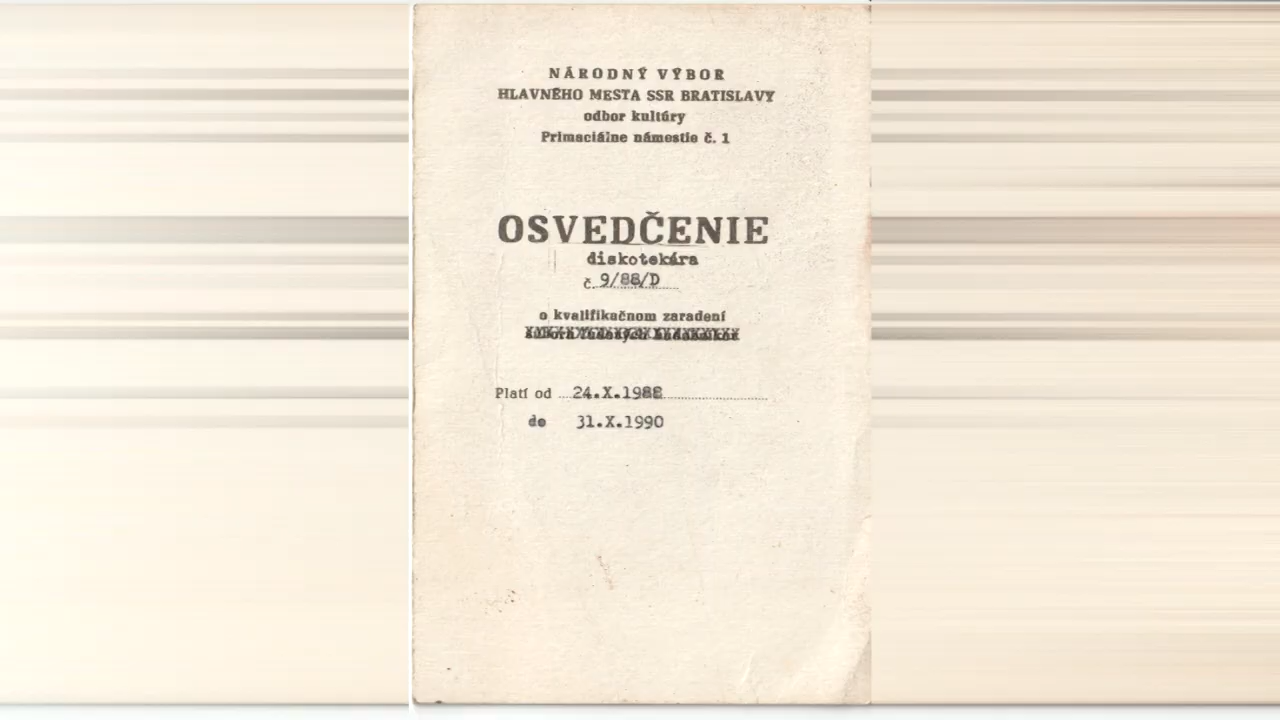 NÁRODNÝ VÝBOR
HLAVNÉHO MESTA SSR BRATISLAVY
odbor kultúry
Primaciálne námestie č. 1
OSVEDČENIE
diskotekára
č. 9/88/D
o kvalifikačnom zaradení
Platí od 24.X.1988
do 31.X.1990